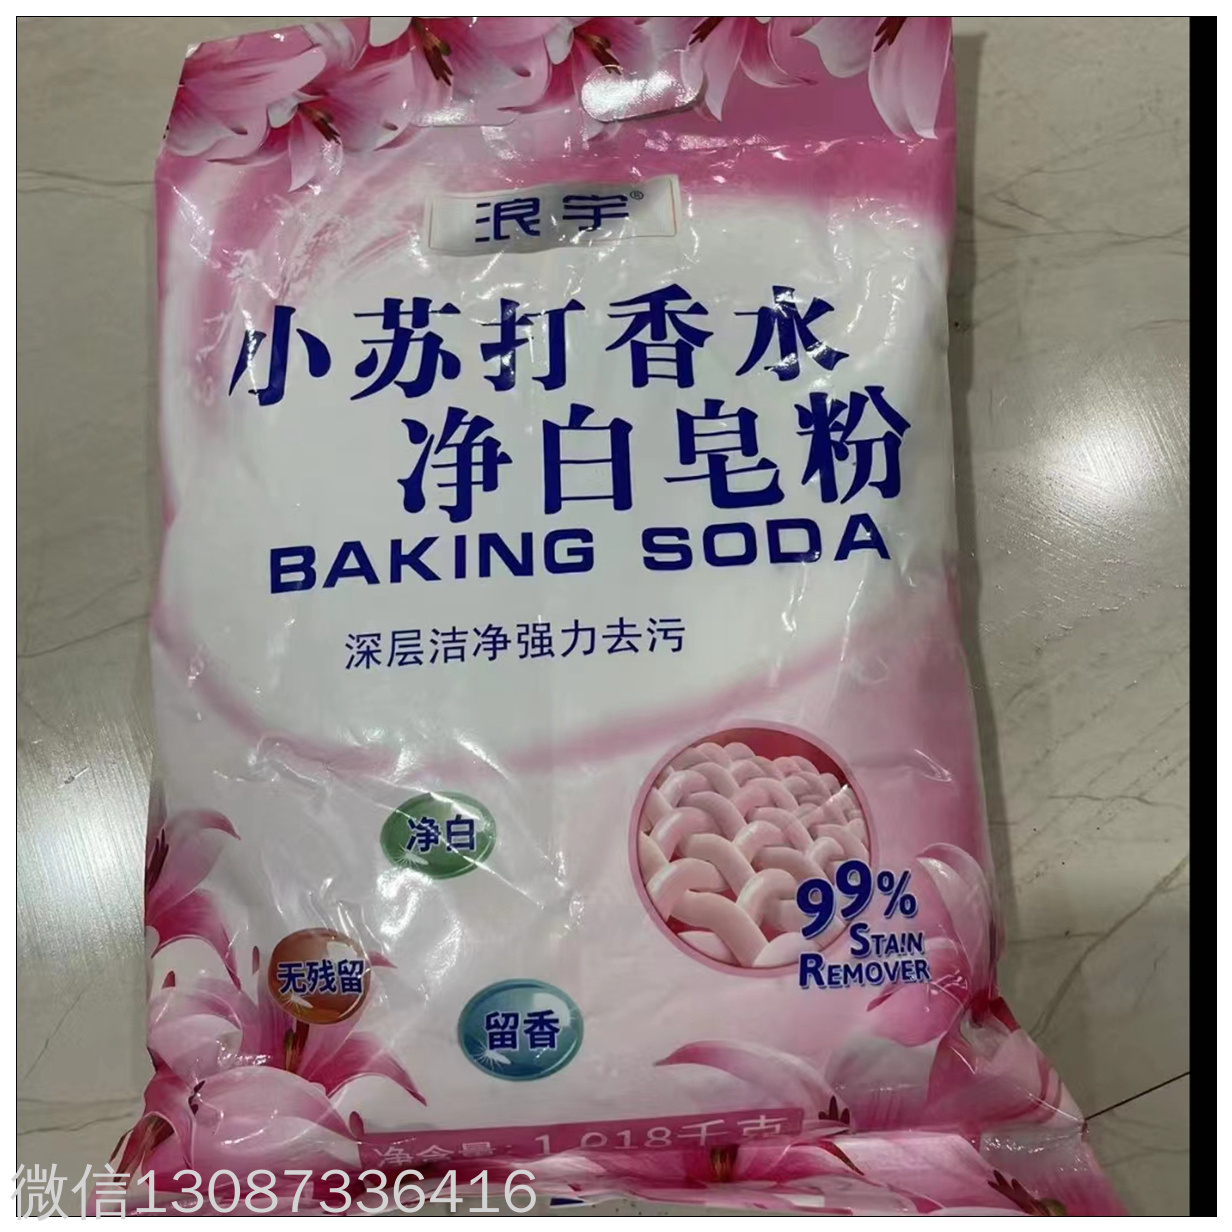 浪宇®
小苏打香水
净白皂粉
BAKING SODA
深层洁净强力去污
净白
99%
STAIN
REMOVER
无残留
留香
净含量：1.018千克
微信13087336416